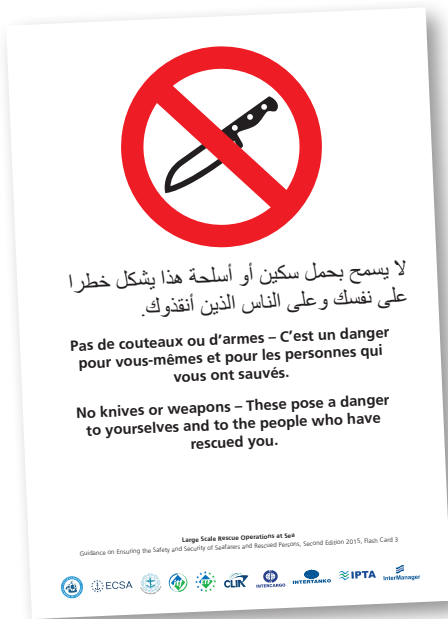 لا يسمح بحمل سكين أو أسلحة هذا يشكل خطرا
على نفسك وعلى الناس الذين أنقذوك.
Pas de couteaux ou d’armes – C’est un danger
pour vous-mêmes et pour les personnes qui
vous ont sauvés.
No knives or weapons – These pose a danger
to yourselves and to the people who have
rescued you.
Large Scale Rescue Operations at Sea
Guidance on Ensuring the Safety and Security of Seafarers and Rescued Persons, Second Edition 2015, Flash Card 3
ECSA CLIA INTERCARGO INTERTANKO IPTA InterManager